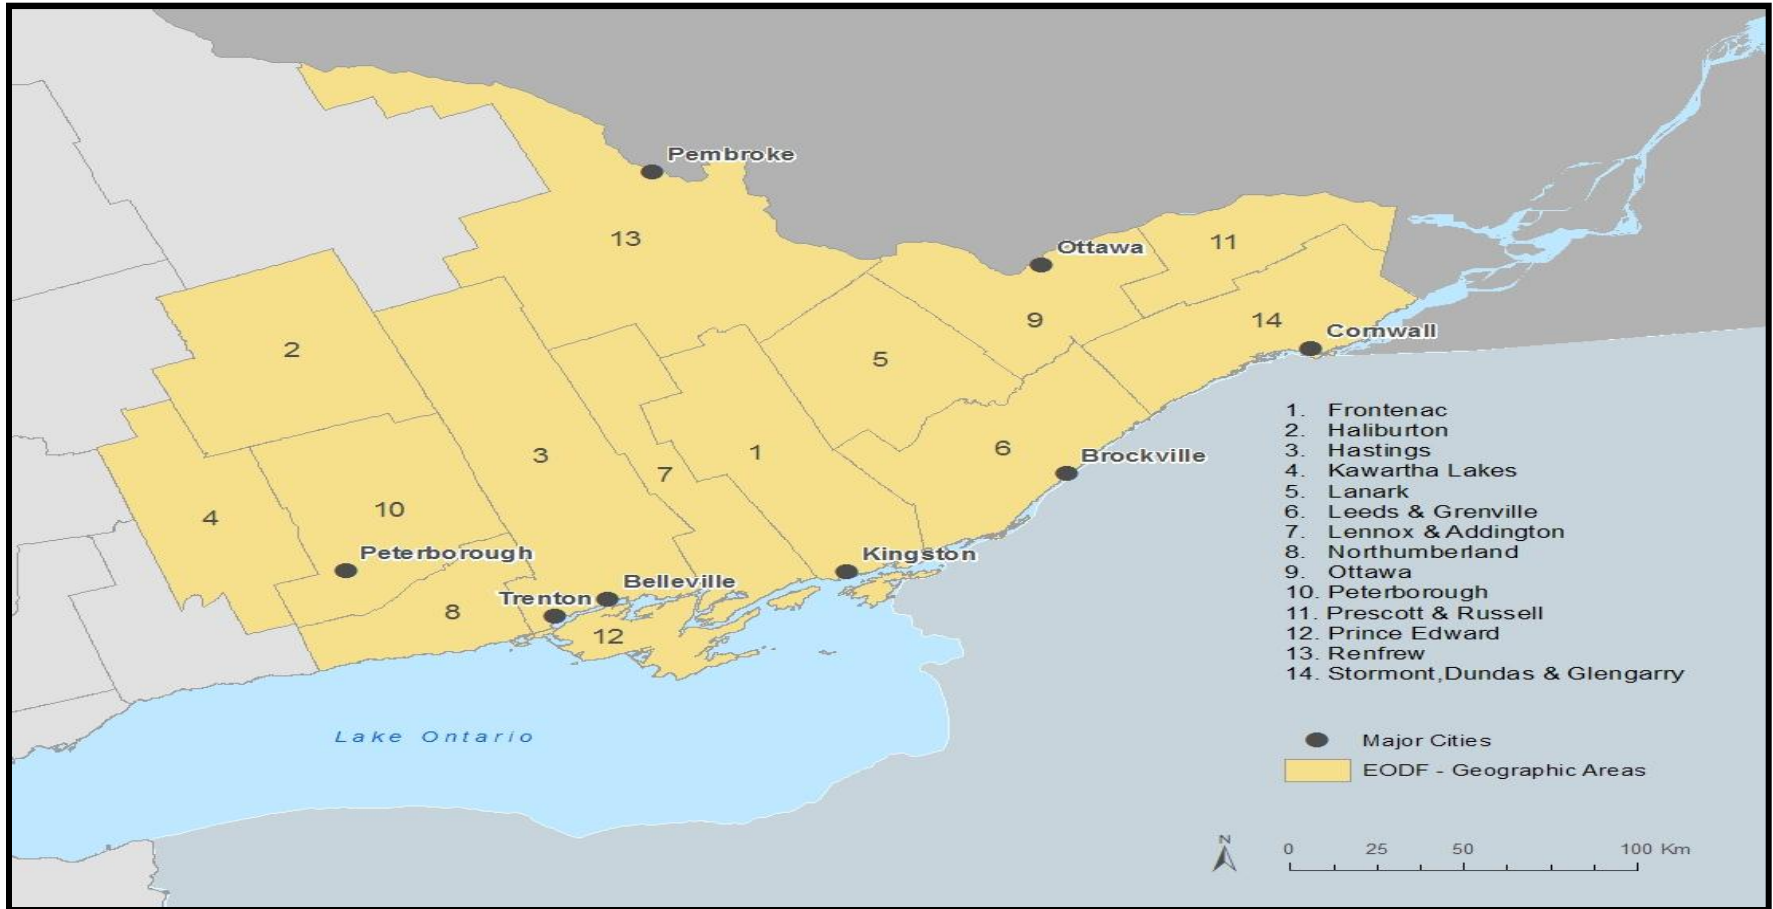 Pembroke
13
11
Ottawa
9
14
2
Cornwall
5
1. Frontenac
2. Haliburton
3. Hastings
4. Kawartha Lakes
5. Lanark
6. Leeds & Grenville
7. Lennox & Addington
8. Northumberland
9. Ottawa
10. Peterborough
11. Prescott & Russell
12. Prince Edward
13. Renfrew
14. Stormont,Dundas & Glengarry
6
1
3
Brockville
7
10
4
Peterborough
Kingston
Belleville
Trenton
8
12
Lake Ontario
Major Cities
EODF - Geographic Areas
N
0 25 50 100 Km